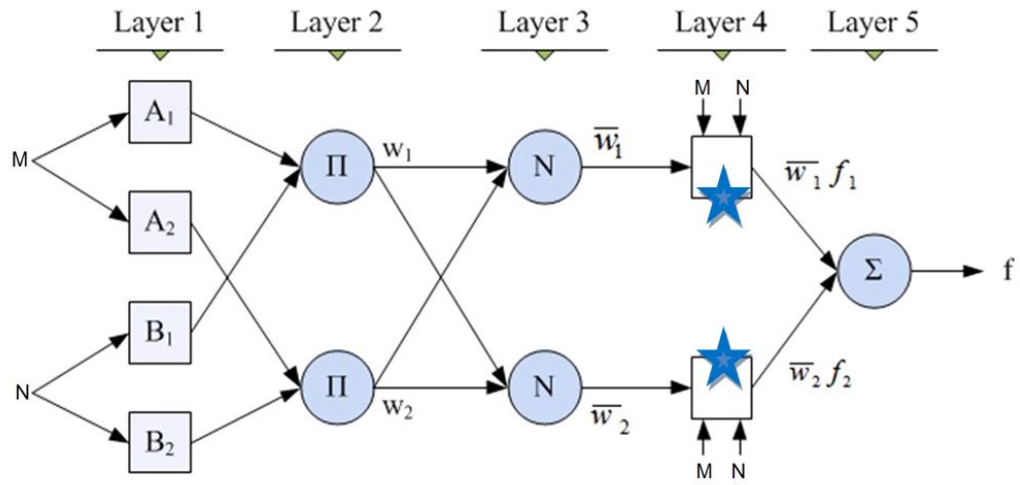 Layer 1 Layer 2 Layer 3 Layer 4 Layer 5
M N
A₁
w₁ w̅₁
Π N
M
w̅₁ f₁
A₂
Σ f
B₁
w̅₂ f₂
N
Π N
w₂ w̅₂
B₂
M N